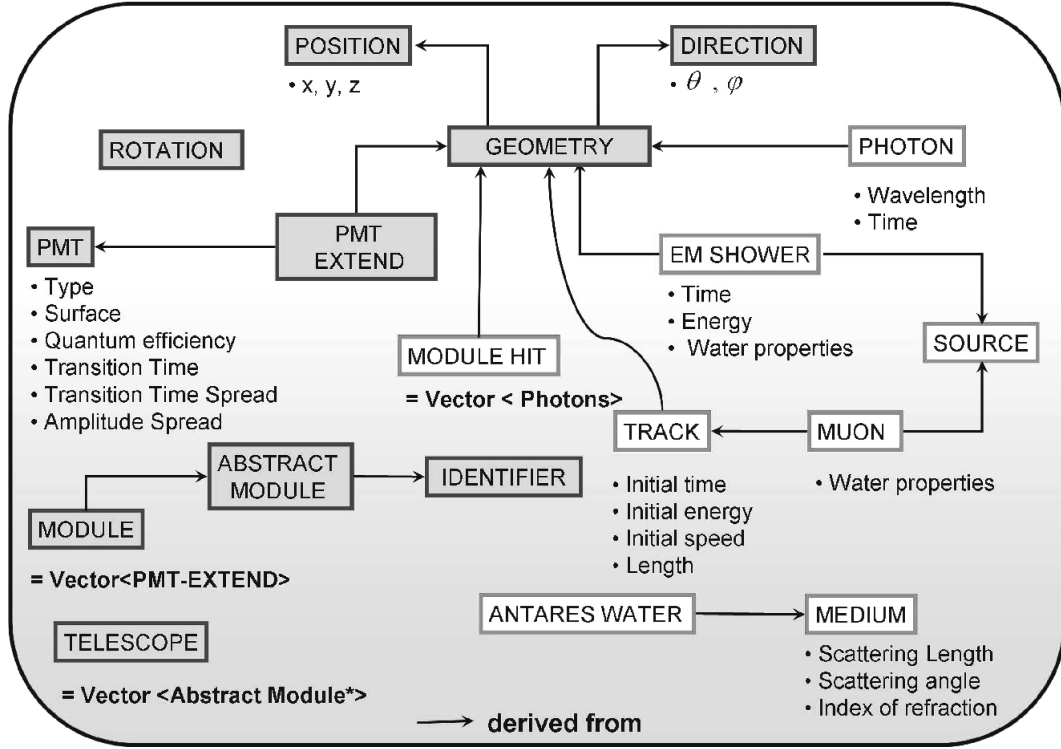 POSITION
• x, y, z
DIRECTION
• θ , φ
ROTATION
GEOMETRY
PHOTON
• Wavelength
• Time
PMT
EXTEND
PMT
• Type
• Surface
• Quantum efficiency
• Transition Time
• Transition Time Spread
• Amplitude Spread
EM SHOWER
• Time
• Energy
• Water properties
SOURCE
MODULE HIT
= Vector < Photons>
TRACK
• Initial time
• Initial energy
• Initial speed
• Length
MUON
• Water properties
ABSTRACT
MODULE
IDENTIFIER
MODULE
= Vector<PMT-EXTEND>
ANTARES WATER
MEDIUM
• Scattering Length
• Scattering angle
• Index of refraction
TELESCOPE
= Vector <Abstract Module*>
derived from